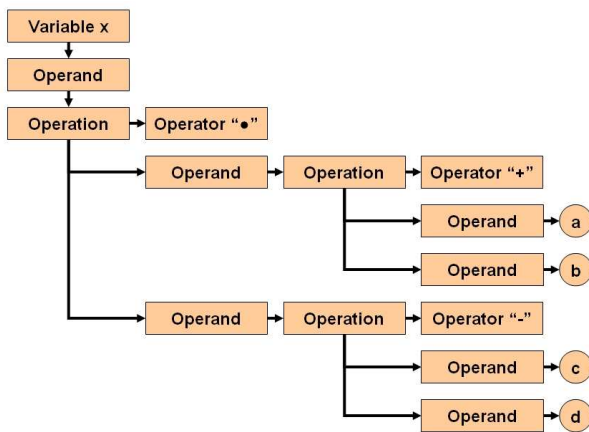 Variable x
Operand
Operation
Operator “●”
Operand
Operation
Operator “+”
Operand
a
Operand
b
Operand
Operation
Operator “-”
Operand
c
Operand
d